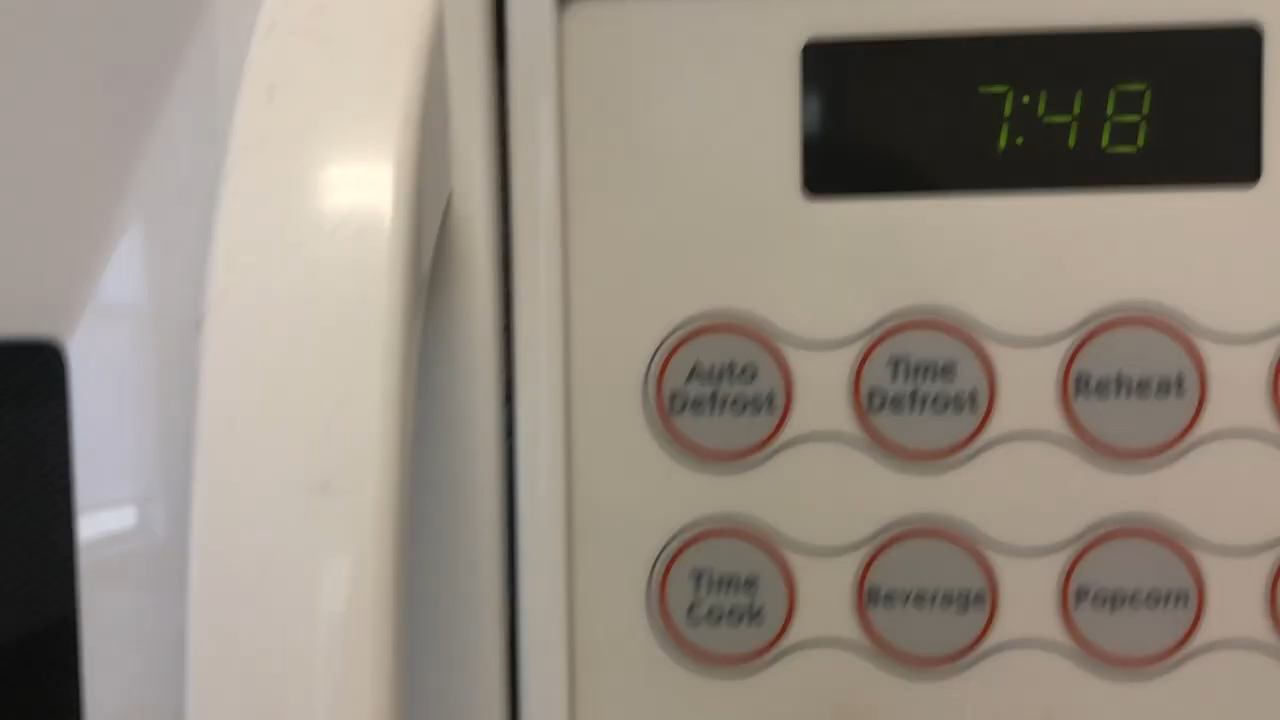 7:48
Auto
Defrost
Time
Defrost
Reheat
Time
Cook
Beverage
Popcorn